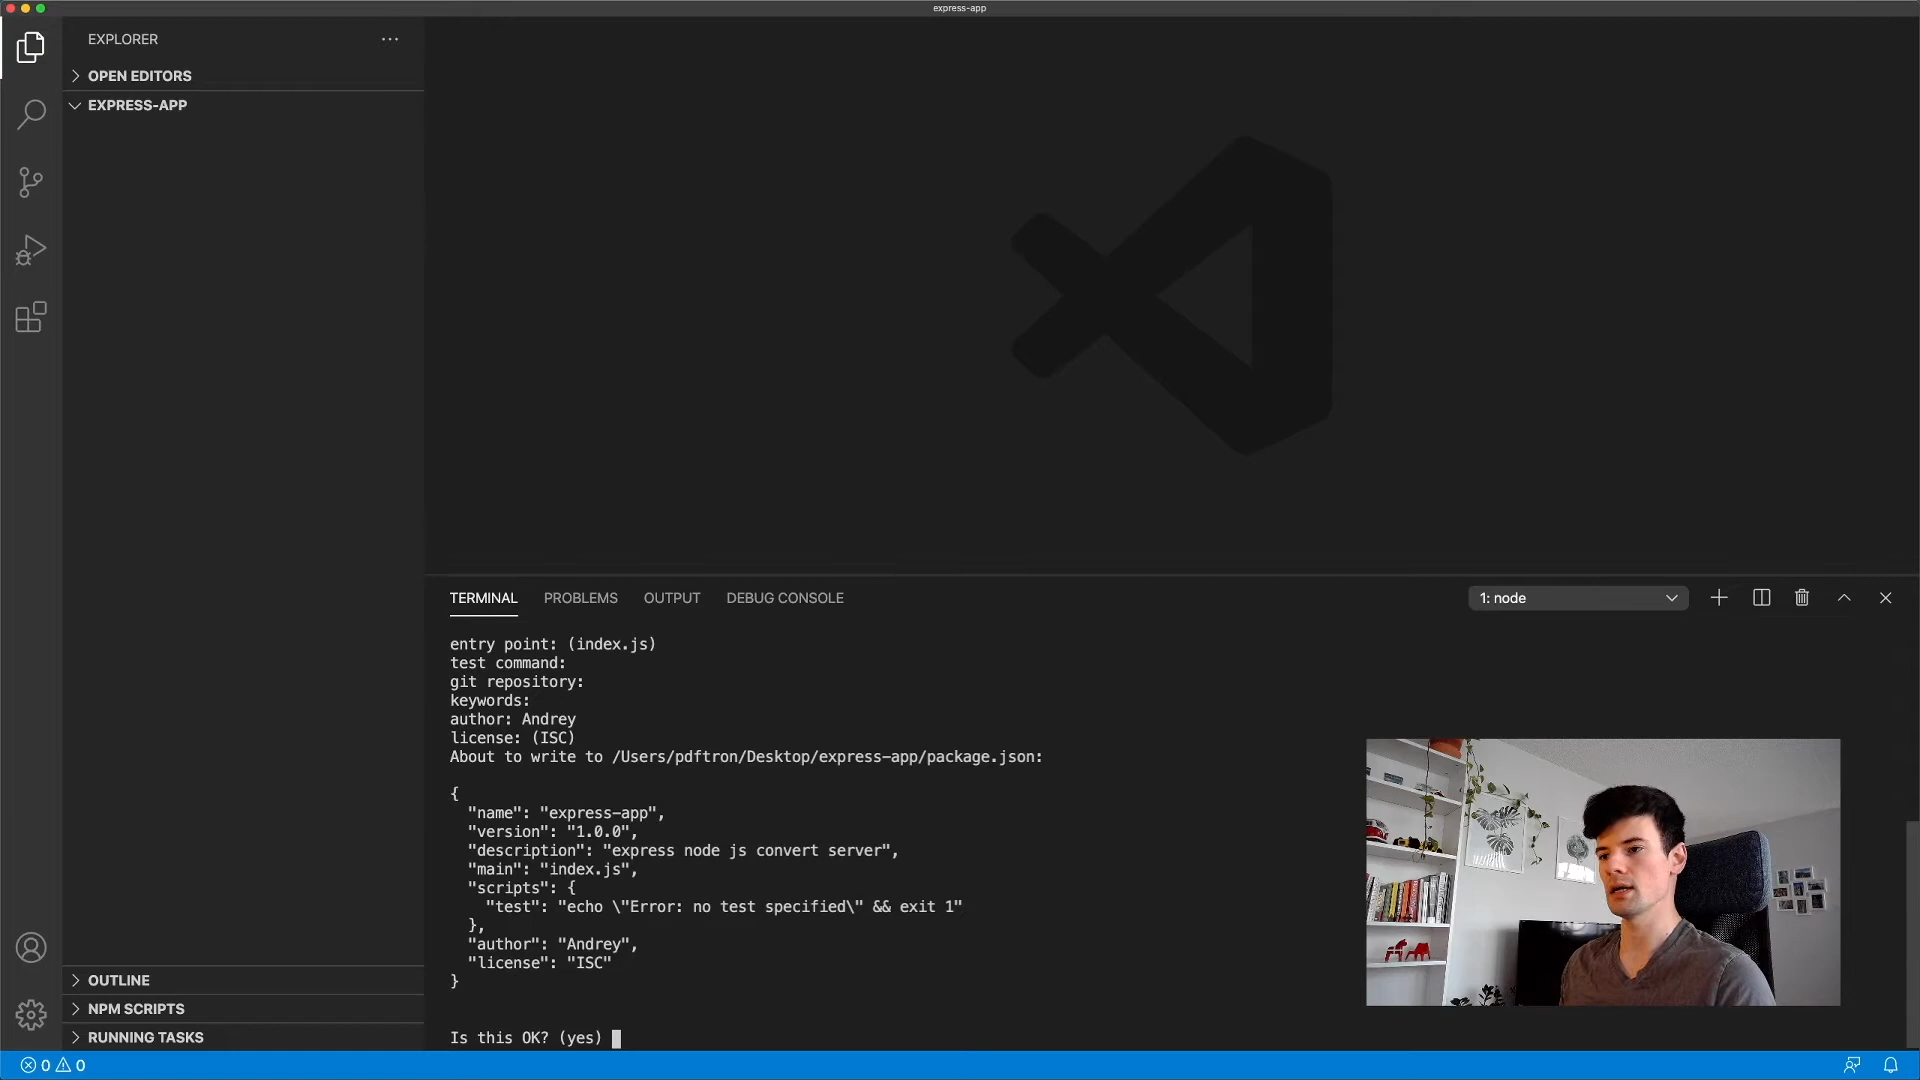 express-app
EXPLORER
OPEN EDITORS
EXPRESS-APP
OUTLINE
NPM SCRIPTS
RUNNING TASKS
TERMINAL
PROBLEMS
OUTPUT
DEBUG CONSOLE
1: node
entry point: (index.js)
test command:
git repository:
keywords:
author: Andrey
license: (ISC)
About to write to /Users/pdftron/Desktop/express-app/package.json:
{
"name": "express-app",
"version": "1.0.0",
"description": "express node js convert server",
"main": "index.js",
"scripts": {
"test": "echo \"Error: no test specified\" && exit 1"
},
"author": "Andrey",
"license": "ISC"
}
Is this OK? (yes)
0 0